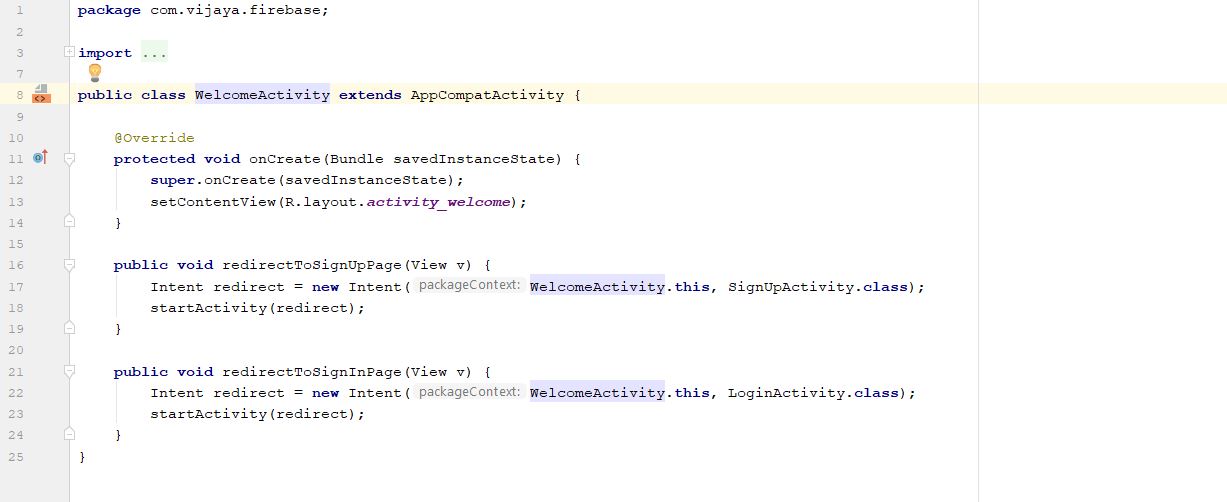 1 package com.vijaya.firebase;
2
3 import ...
7
8 public class WelcomeActivity extends AppCompatActivity {
9
10 @Override
11 protected void onCreate(Bundle savedInstanceState) {
12 super.onCreate(savedInstanceState);
13 setContentView(R.layout.activity_welcome);
14 }
15
16 public void redirectToSignUpPage(View v) {
17 Intent redirect = new Intent( packageContext: WelcomeActivity.this, SignUpActivity.class);
18 startActivity(redirect);
19 }
20
21 public void redirectToSignInPage(View v) {
22 Intent redirect = new Intent( packageContext: WelcomeActivity.this, LoginActivity.class);
23 startActivity(redirect);
24 }
25 }